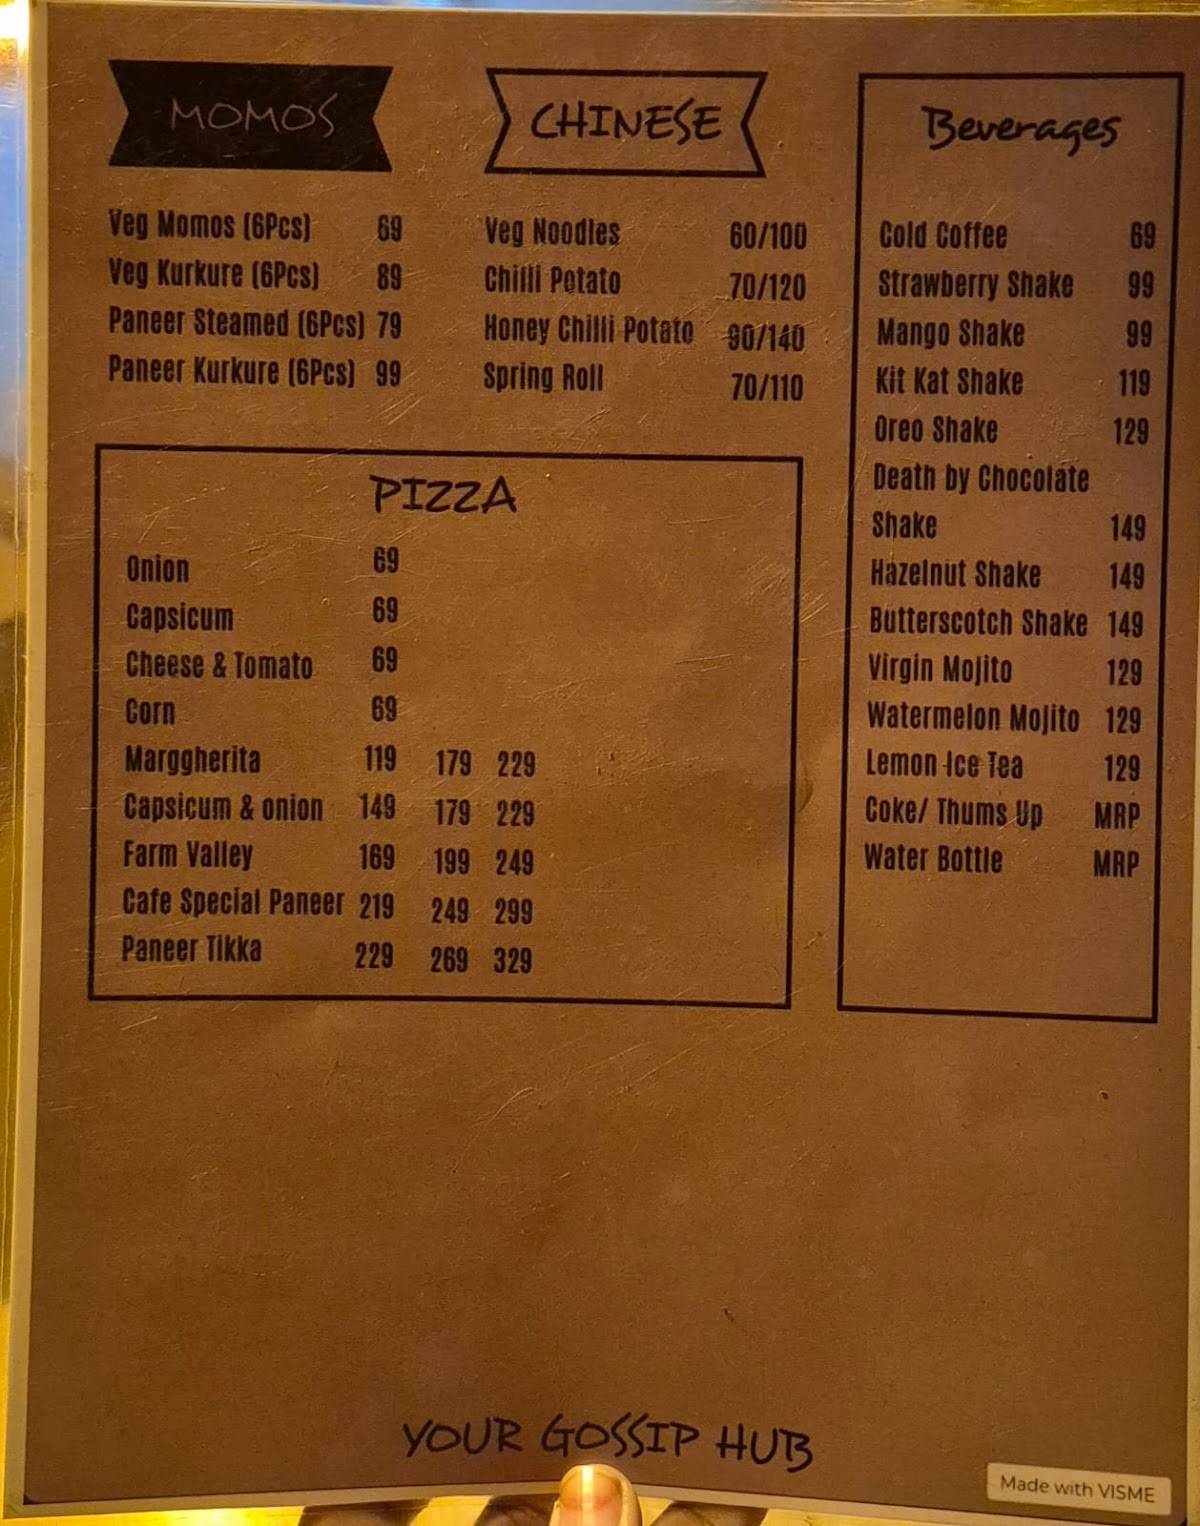 MOMOS
Veg Momos (6Pcs) 69
Veg Kurkure (6Pcs) 89
Paneer Steamed (6Pcs) 79
Paneer Kurkure (6Pcs) 99
CHINESE
Veg Noodles 60/100
Chilli Potato 70/120
Honey Chilli Potato 90/140
Spring Roll 70/110
PIZZA
Onion 69
Capsicum 69
Cheese & Tomato 69
Corn 69
Marggherita 119 179 229
Capsicum & onion 149 179 229
Farm Valley 169 199 249
Cafe Special Paneer 219 249 299
Paneer Tikka 229 269 329
Beverages
Cold Coffee 69
Strawberry Shake 99
Mango Shake 99
Kit Kat Shake 119
Oreo Shake 129
Death by Chocolate
Shake 149
Hazelnut Shake 149
Butterscotch Shake 149
Virgin Mojito 129
Watermelon Mojito 129
Lemon Ice Tea 129
Coke/ Thums Up MRP
Water Bottle MRP
YOUR GOSSIP HUB
Made with VISME